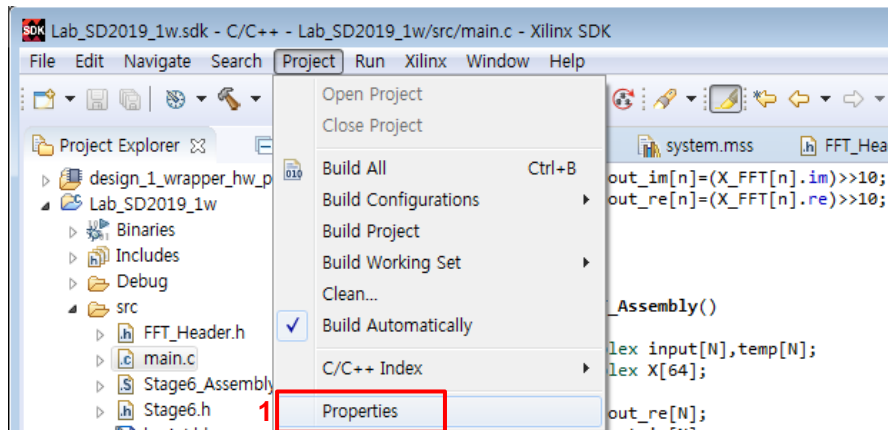 SDK Lab_SD2019_1w.sdk - C/C++ - Lab_SD2019_1w/src/main.c - Xilinx SDK
File Edit Navigate Search Project Run Xilinx Window Help
Open Project
Close Project
Build All Ctrl+B
Build Configurations
Build Project
Build Working Set
Clean...
Build Automatically
C/C++ Index
1 Properties
Project Explorer
design_1_wrapper_hw_p
Lab_SD2019_1w
Binaries
Includes
Debug
src
FFT_Header.h
main.c
Stage6_Assembly
Stage6.h
system.mss FFT_Hea
out_im[n]=(X_FFT[n].im)>>10;
out_re[n]=(X_FFT[n].re)>>10;
_Assembly()
lex input[N],temp[N];
lex X[64];
out_re[N];